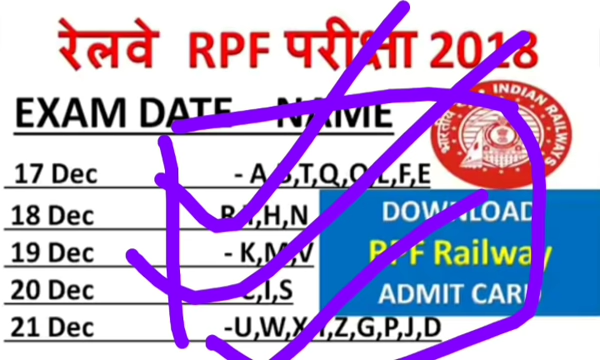 रेलवे RPF परीक्षा 2018
EXAM DATE - NAME
INDIAN RAILWAYS
17 Dec - A,T,Q,O,L,F,E
18 Dec R,H,N
19 Dec - K,M,V
20 Dec C,I,S
21 Dec -U,W,X,Y,Z,G,P,J,D
DOWNLOAD
RPF Railway
ADMIT CARD